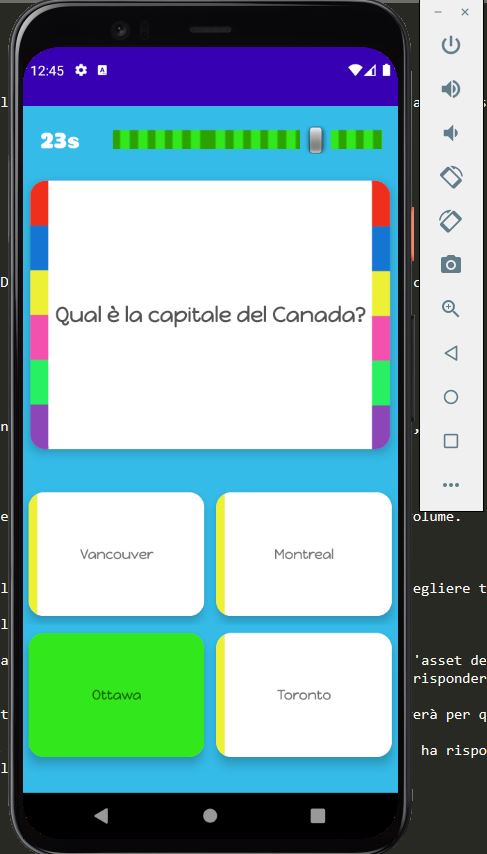 12:45
A
23s
Qual è la capitale del Canada?
Vancouver
Montreal
Ottawa
Toronto
olume.
egliere t
'asset de
risponder
erà per q
ha rispo